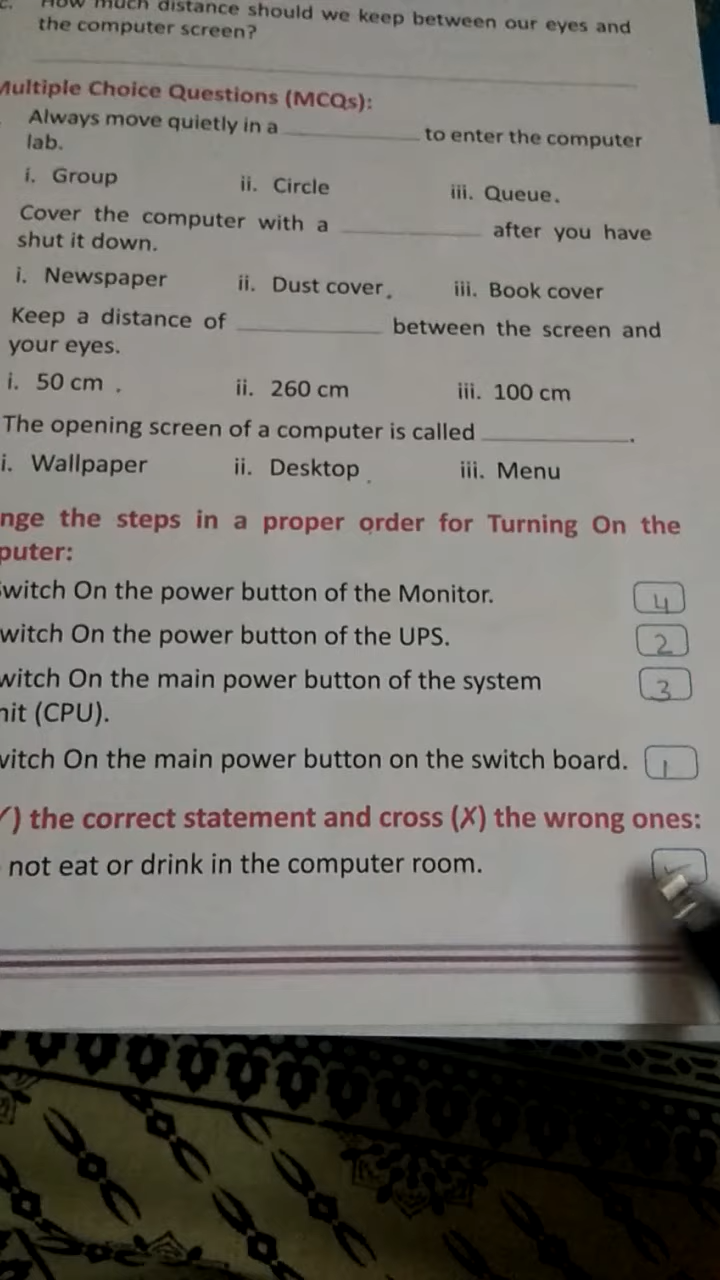 How much distance should we keep between our eyes and
the computer screen?
Multiple Choice Questions (MCQs):
Always move quietly in a __________ to enter the computer
lab.
i. Group ii. Circle iii. Queue.
Cover the computer with a __________ after you have
shut it down.
i. Newspaper ii. Dust cover. iii. Book cover
Keep a distance of __________ between the screen and
your eyes.
i. 50 cm . ii. 260 cm iii. 100 cm
The opening screen of a computer is called __________.
i. Wallpaper ii. Desktop . iii. Menu
nge the steps in a proper order for Turning On the
puter:
witch On the power button of the Monitor. 4
witch On the power button of the UPS. 2
witch On the main power button of the system 3
nit (CPU).
vitch On the main power button on the switch board. 1
✓) the correct statement and cross (✗) the wrong ones:
not eat or drink in the computer room. ✓